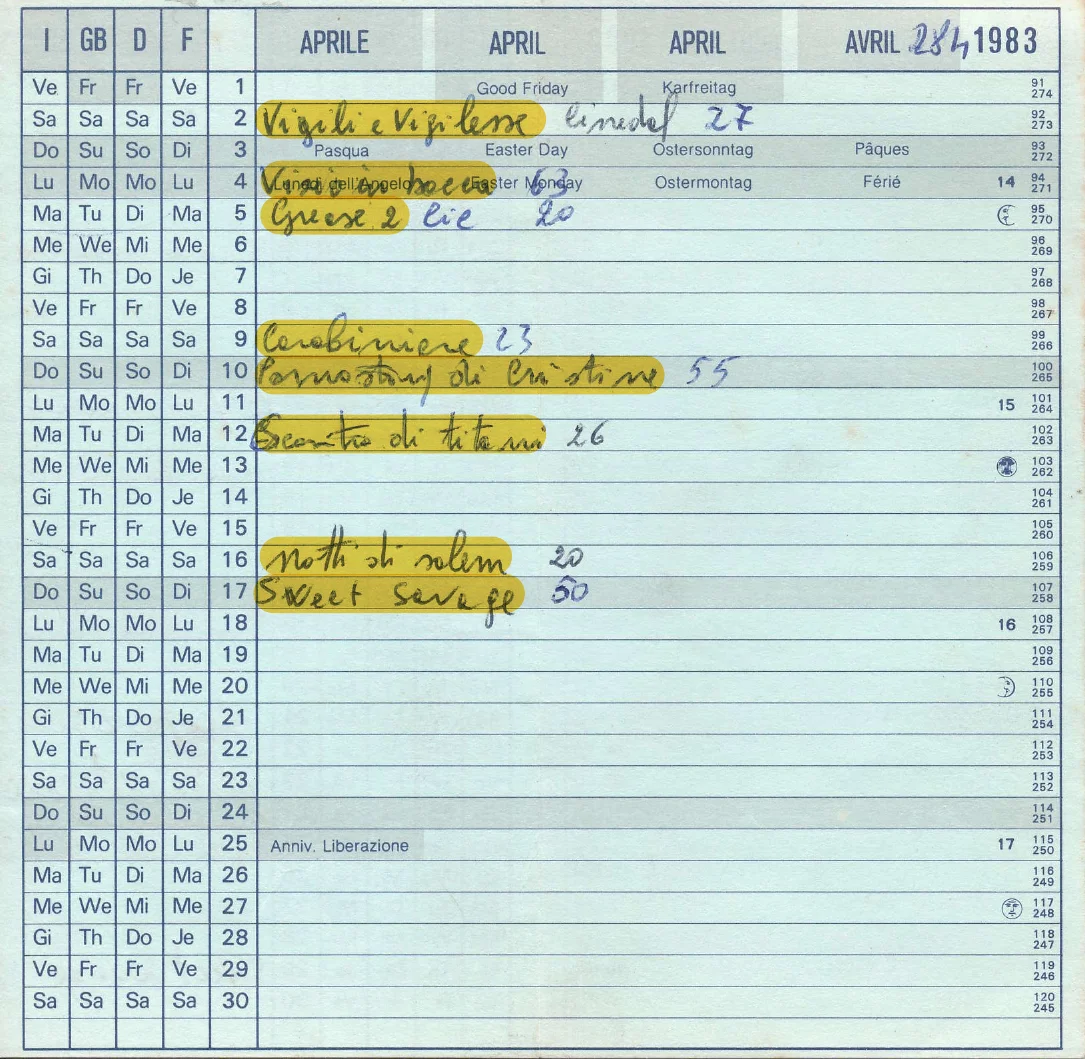 I GB D F APRILE APRIL APRIL AVRIL 284 1983
Ve Fr Fr Ve 1 Good Friday Karfreitag 91 274
Sa Sa Sa Sa 2 Vigili e Vigilesse 27 92 273
Do Su So Di 3 Pasqua Easter Day Ostersonntag Pâques 93 272
Lu Mo Mo Lu 4 Lunedì dell'Angelo Vizi in bocca Easter Monday 63 Ostermontag Férié 14 94 271
Ma Tu Di Ma 5 Grease 2 cic 20 95 270
Me We Mi Me 6 96 269
Gi Th Do Je 7 97 268
Ve Fr Fr Ve 8 98 267
Sa Sa Sa Sa 9 Carabiniere 23 99 266
Do Su So Di 10 di Cristine 55 100 265
Lu Mo Mo Lu 11 15 101 264
Ma Tu Di Ma 12 Scontro di titani 26 102 263
Me We Mi Me 13 103 262
Gi Th Do Je 14 104 261
Ve Fr Fr Ve 15 105 260
Sa Sa Sa Sa 16 notti di salem 20 106 259
Do Su So Di 17 Sweet Savage 50 107 258
Lu Mo Mo Lu 18 16 108 257
Ma Tu Di Ma 19 109 256
Me We Mi Me 20 110 255
Gi Th Do Je 21 111 254
Ve Fr Fr Ve 22 112 253
Sa Sa Sa Sa 23 113 252
Do Su So Di 24 114 251
Lu Mo Mo Lu 25 Anniv. Liberazione 17 115 250
Ma Tu Di Ma 26 116 249
Me We Mi Me 27 117 248
Gi Th Do Je 28 118 247
Ve Fr Fr Ve 29 119 246
Sa Sa Sa Sa 30 120 245